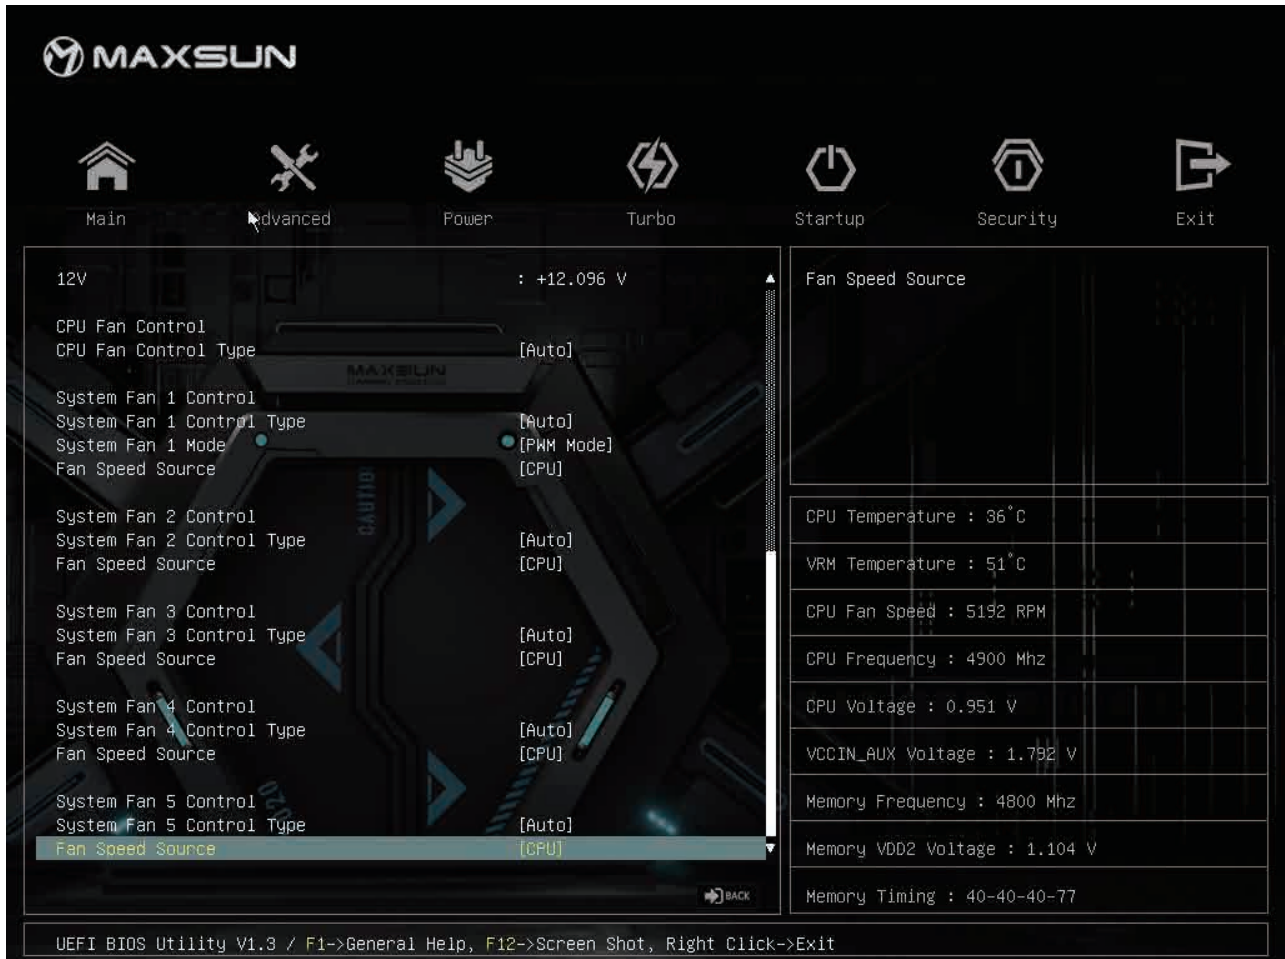 MAXSUN
Main Advanced Power Turbo Startup Security Exit
12V : +12.096 V
CPU Fan Control
CPU Fan Control Type [Auto]
MAXSUN
System Fan 1 Control
System Fan 1 Control Type [Auto]
System Fan 1 Mode [PWM Mode]
Fan Speed Source [CPU]
CAUTIO
System Fan 2 Control
System Fan 2 Control Type [Auto]
Fan Speed Source [CPU]
System Fan 3 Control
System Fan 3 Control Type [Auto]
Fan Speed Source [CPU]
System Fan 4 Control
System Fan 4 Control Type [Auto]
Fan Speed Source [CPU]
System Fan 5 Control
System Fan 5 Control Type [Auto]
Fan Speed Source [CPU]
BACK
Fan Speed Source
CPU Temperature : 36°C
VRM Temperature : 51°C
CPU Fan Speed : 5192 RPM
CPU Frequency : 4900 Mhz
CPU Voltage : 0.951 V
VCCIN_AUX Voltage : 1.792 V
Memory Frequency : 4800 Mhz
Memory VDD2 Voltage : 1.104 V
Memory Timing : 40-40-40-77
UEFI BIOS Utility V1.3 / F1->General Help, F12->Screen Shot, Right Click->Exit